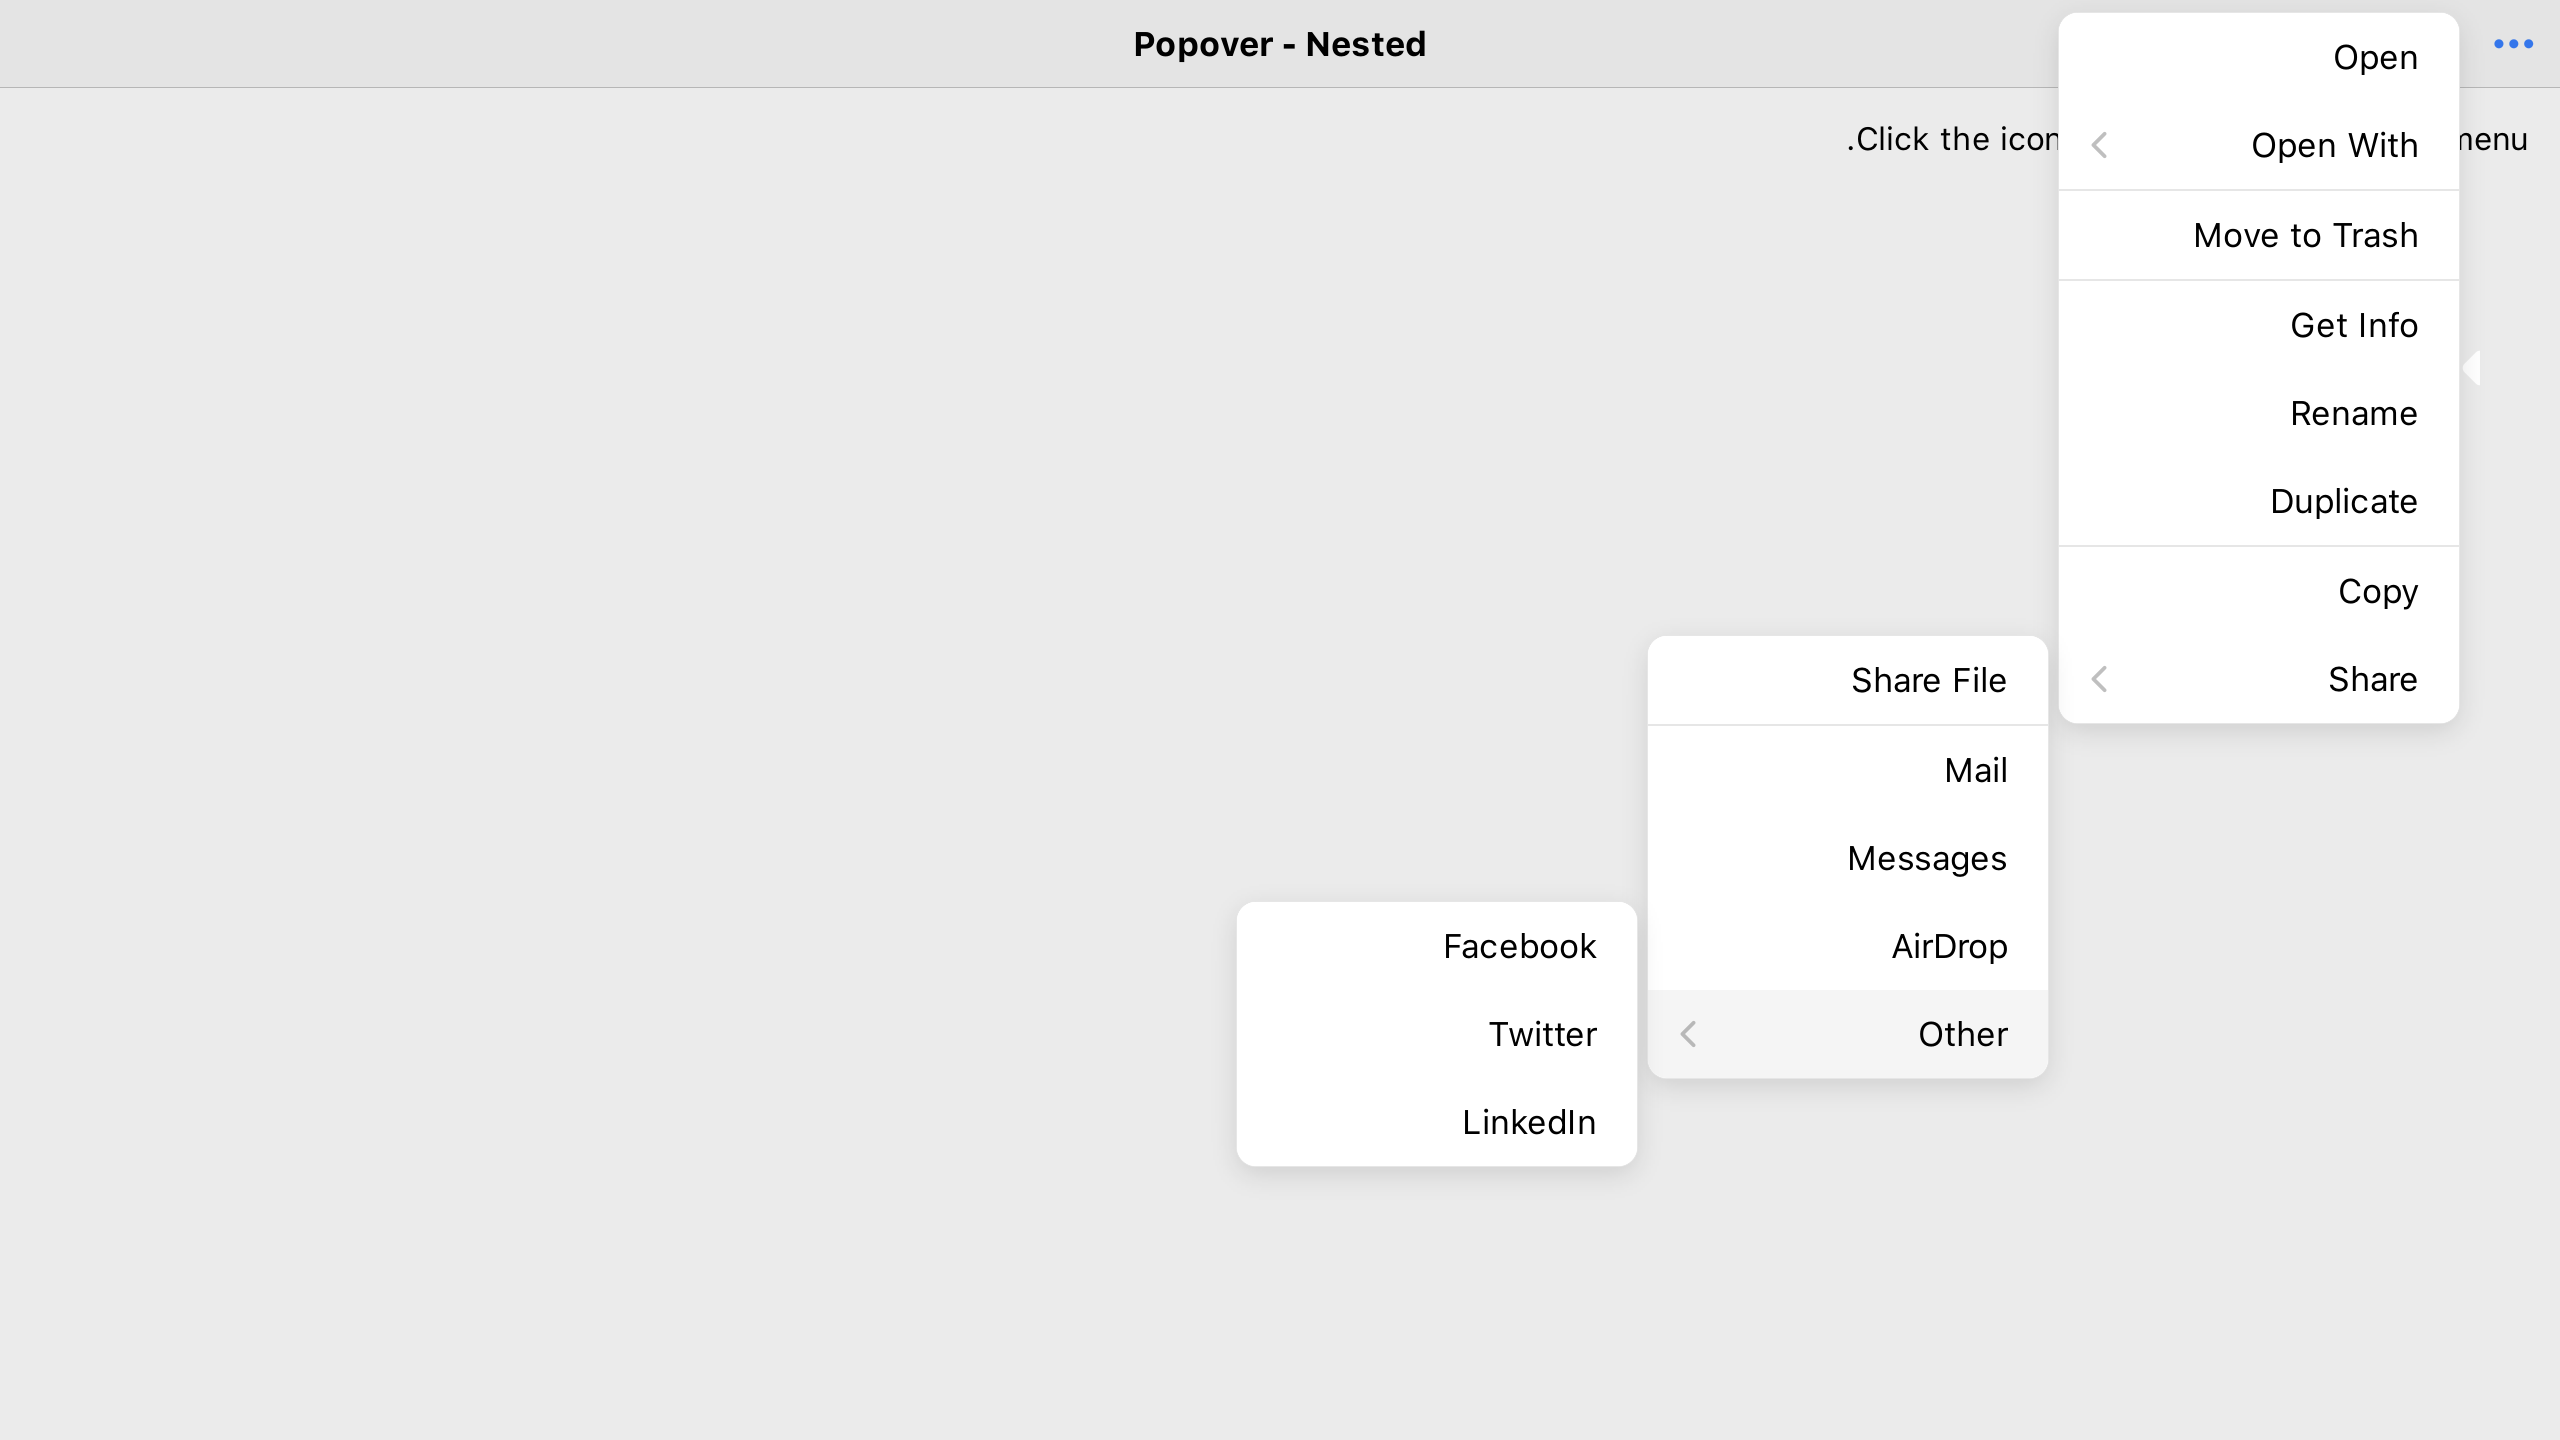 Popover - Nested
.Click the icon
menu
Open
Open With
Move to Trash
Get Info
Rename
Duplicate
Copy
Share
Share File
Mail
Messages
AirDrop
Other
Facebook
Twitter
LinkedIn